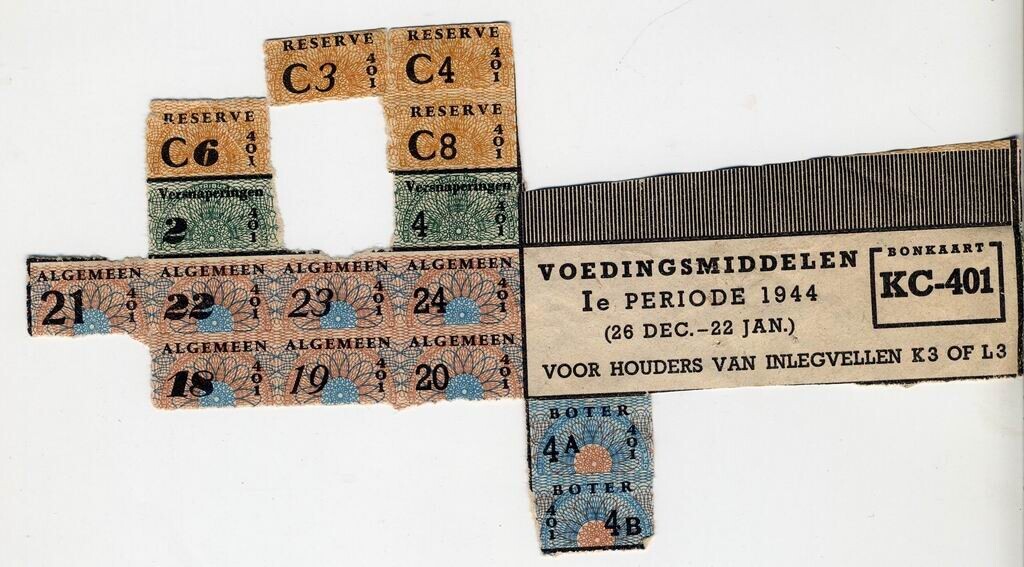 RESERVE RESERVE
C3 401 C4 401
RESERVE RESERVE
C6 401 C8 401
Versnaperingen Versnaperingen
2 401 4 401
ALGEMEEN ALGEMEEN ALGEMEEN ALGEMEEN
21 401 22 401 23 401 24 401
ALGEMEEN ALGEMEEN ALGEMEEN
18 401 19 401 20 401
VOEDINGSMIDDELEN
Ie PERIODE 1944
(26 DEC.-22 JAN.)
BONKAART
KC-401
VOOR HOUDERS VAN INLEGVELLEN K3 OF L3
BOTER
4A 401
BOTER
401 4B